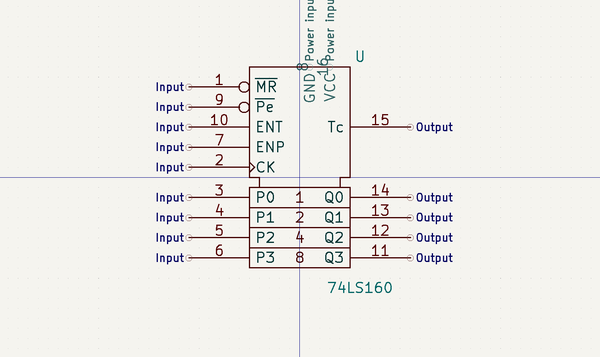 Power input
Power input
8
16
GND
VCC
U
Input 1 MR
Input 9 Pe
Input 10 ENT Tc 15 Output
Input 7 ENP
Input 2 CK
Input 3 P0 1 Q0 14 Output
Input 4 P1 2 Q1 13 Output
Input 5 P2 4 Q2 12 Output
Input 6 P3 8 Q3 11 Output
74LS160